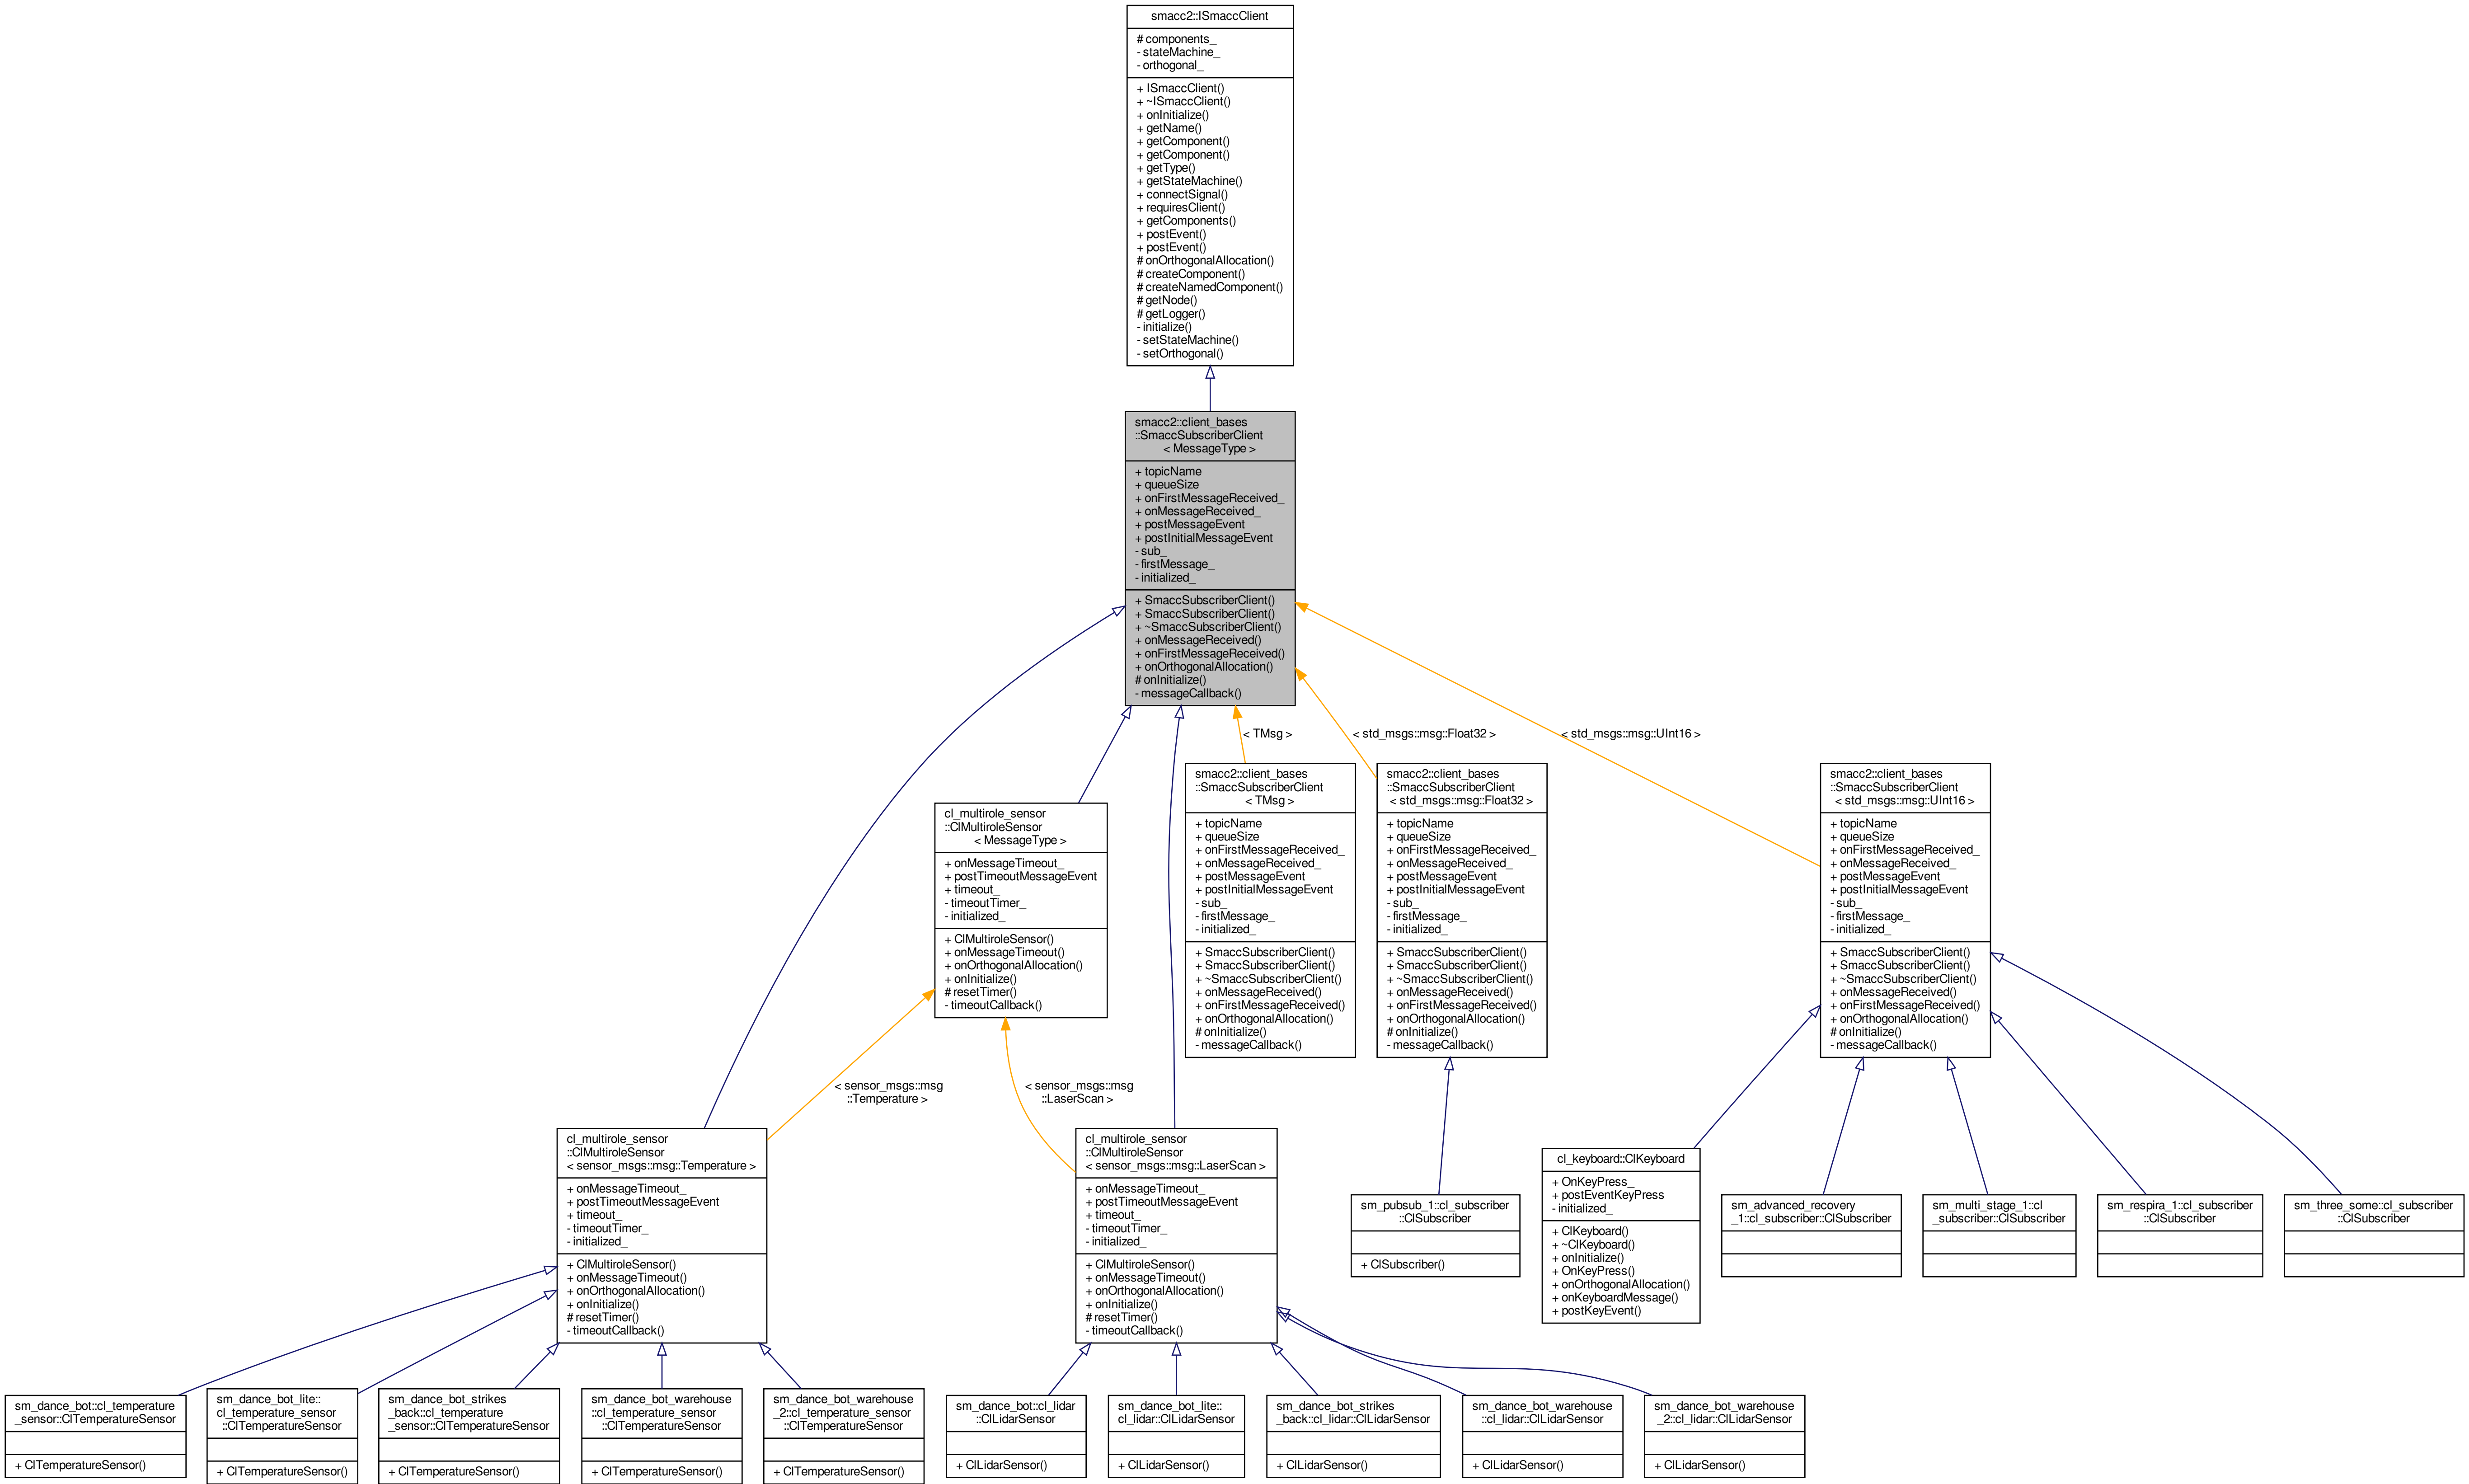 smacc2::ISmaccClient
# components_
- stateMachine_
- orthogonal_
+ ISmaccClient()
+ ~ISmaccClient()
+ onInitialize()
+ getName()
+ getComponent()
+ getComponent()
+ getType()
+ getStateMachine()
+ connectSignal()
+ requiresClient()
+ getComponents()
+ postEvent()
+ postEvent()
# onOrthogonalAllocation()
# createComponent()
# createNamedComponent()
# getNode()
# getLogger()
- initialize()
- setStateMachine()
- setOrthogonal()
smacc2::client_bases
::SmaccSubscriberClient
< MessageType >
+ topicName
+ queueSize
+ onFirstMessageReceived_
+ onMessageReceived_
+ postMessageEvent
+ postInitialMessageEvent
- sub_
- firstMessage_
- initialized_
+ SmaccSubscriberClient()
+ SmaccSubscriberClient()
+ ~SmaccSubscriberClient()
+ onMessageReceived()
+ onFirstMessageReceived()
+ onOrthogonalAllocation()
# onInitialize()
- messageCallback()
< TMsg >
< std_msgs::msg::Float32 >
< std_msgs::msg::UInt16 >
cl_multirole_sensor
::ClMultiroleSensor
< MessageType >
+ onMessageTimeout_
+ postTimeoutMessageEvent
+ timeout_
- timeoutTimer_
- initialized_
+ ClMultiroleSensor()
+ onMessageTimeout()
+ onOrthogonalAllocation()
+ onInitialize()
# resetTimer()
- timeoutCallback()
smacc2::client_bases
::SmaccSubscriberClient
< TMsg >
+ topicName
+ queueSize
+ onFirstMessageReceived_
+ onMessageReceived_
+ postMessageEvent
+ postInitialMessageEvent
- sub_
- firstMessage_
- initialized_
+ SmaccSubscriberClient()
+ SmaccSubscriberClient()
+ ~SmaccSubscriberClient()
+ onMessageReceived()
+ onFirstMessageReceived()
+ onOrthogonalAllocation()
# onInitialize()
- messageCallback()
smacc2::client_bases
::SmaccSubscriberClient
< std_msgs::msg::Float32 >
+ topicName
+ queueSize
+ onFirstMessageReceived_
+ onMessageReceived_
+ postMessageEvent
+ postInitialMessageEvent
- sub_
- firstMessage_
- initialized_
+ SmaccSubscriberClient()
+ SmaccSubscriberClient()
+ ~SmaccSubscriberClient()
+ onMessageReceived()
+ onFirstMessageReceived()
+ onOrthogonalAllocation()
# onInitialize()
- messageCallback()
smacc2::client_bases
::SmaccSubscriberClient
< std_msgs::msg::UInt16 >
+ topicName
+ queueSize
+ onFirstMessageReceived_
+ onMessageReceived_
+ postMessageEvent
+ postInitialMessageEvent
- sub_
- firstMessage_
- initialized_
+ SmaccSubscriberClient()
+ SmaccSubscriberClient()
+ ~SmaccSubscriberClient()
+ onMessageReceived()
+ onFirstMessageReceived()
+ onOrthogonalAllocation()
# onInitialize()
- messageCallback()
< sensor_msgs::msg
::Temperature >
< sensor_msgs::msg
::LaserScan >
cl_multirole_sensor
::ClMultiroleSensor
< sensor_msgs::msg::Temperature >
+ onMessageTimeout_
+ postTimeoutMessageEvent
+ timeout_
- timeoutTimer_
- initialized_
+ ClMultiroleSensor()
+ onMessageTimeout()
+ onOrthogonalAllocation()
+ onInitialize()
# resetTimer()
- timeoutCallback()
cl_multirole_sensor
::ClMultiroleSensor
< sensor_msgs::msg::LaserScan >
+ onMessageTimeout_
+ postTimeoutMessageEvent
+ timeout_
- timeoutTimer_
- initialized_
+ ClMultiroleSensor()
+ onMessageTimeout()
+ onOrthogonalAllocation()
+ onInitialize()
# resetTimer()
- timeoutCallback()
sm_pubsub_1::cl_subscriber
::ClSubscriber
+ ClSubscriber()
cl_keyboard::ClKeyboard
+ OnKeyPress_
+ postEventKeyPress
- initialized_
+ ClKeyboard()
+ ~ClKeyboard()
+ onInitialize()
+ OnKeyPress()
+ onOrthogonalAllocation()
+ onKeyboardMessage()
+ postKeyEvent()
sm_advanced_recovery
_1::cl_subscriber::ClSubscriber
sm_multi_stage_1::cl
_subscriber::ClSubscriber
sm_respira_1::cl_subscriber
::ClSubscriber
sm_three_some::cl_subscriber
::ClSubscriber
sm_dance_bot::cl_temperature
_sensor::ClTemperatureSensor
+ ClTemperatureSensor()
sm_dance_bot_lite::
cl_temperature_sensor
::ClTemperatureSensor
+ ClTemperatureSensor()
sm_dance_bot_strikes
_back::cl_temperature
_sensor::ClTemperatureSensor
+ ClTemperatureSensor()
sm_dance_bot_warehouse
::cl_temperature_sensor
::ClTemperatureSensor
+ ClTemperatureSensor()
sm_dance_bot_warehouse
_2::cl_temperature_sensor
::ClTemperatureSensor
+ ClTemperatureSensor()
sm_dance_bot::cl_lidar
::ClLidarSensor
+ ClLidarSensor()
sm_dance_bot_lite::
cl_lidar::ClLidarSensor
+ ClLidarSensor()
sm_dance_bot_strikes
_back::cl_lidar::ClLidarSensor
+ ClLidarSensor()
sm_dance_bot_warehouse
::cl_lidar::ClLidarSensor
+ ClLidarSensor()
sm_dance_bot_warehouse
_2::cl_lidar::ClLidarSensor
+ ClLidarSensor()